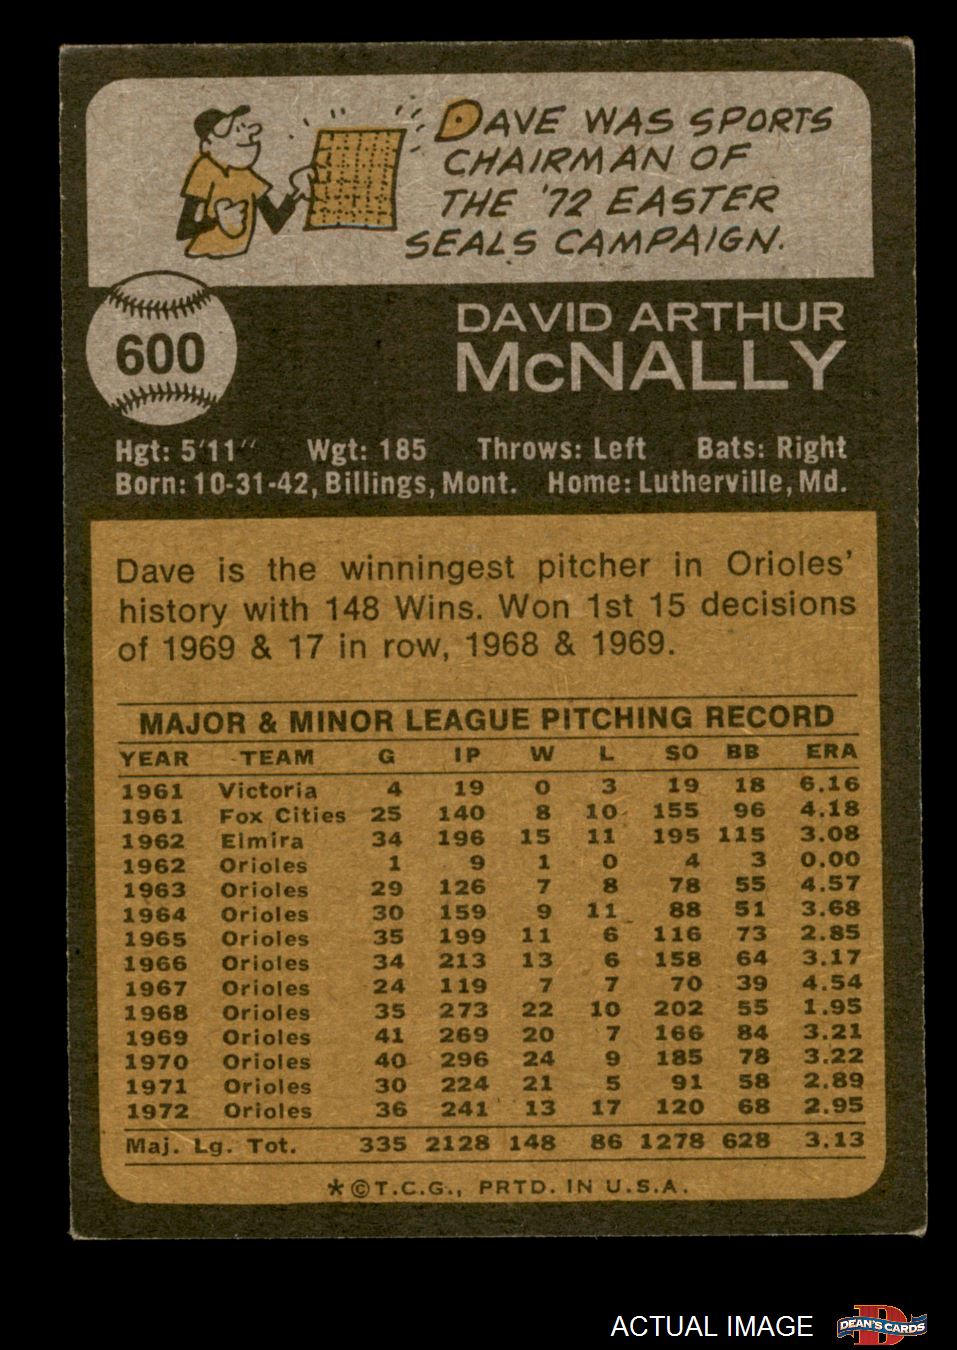 DAVE WAS SPORTS
CHAIRMAN OF
THE '72 EASTER
SEALS CAMPAIGN.
600
DAVID ARTHUR
McNALLY
Hgt: 5'11" Wgt: 185 Throws: Left Bats: Right
Born: 10-31-42, Billings, Mont. Home: Lutherville, Md.
Dave is the winningest pitcher in Orioles'
history with 148 Wins. Won 1st 15 decisions
of 1969 & 17 in row, 1968 & 1969.
MAJOR & MINOR LEAGUE PITCHING RECORD
YEAR TEAM G IP W L SO BB ERA
1961 Victoria 4 19 0 3 19 18 6.16
1961 Fox Cities 25 140 8 10 155 96 4.18
1962 Elmira 34 196 15 11 195 115 3.08
1962 Orioles 1 9 1 0 4 3 0.00
1963 Orioles 29 126 7 8 78 55 4.57
1964 Orioles 30 159 9 11 88 51 3.68
1965 Orioles 35 199 11 6 116 73 2.85
1966 Orioles 34 213 13 6 158 64 3.17
1967 Orioles 24 119 7 7 70 39 4.54
1968 Orioles 35 273 22 10 202 55 1.95
1969 Orioles 41 269 20 7 166 84 3.21
1970 Orioles 40 296 24 9 185 78 3.22
1971 Orioles 30 224 21 5 91 58 2.89
1972 Orioles 36 241 13 17 120 68 2.95
Maj. Lg. Tot. 335 2128 148 86 1278 628 3.13
*©T.C.G., PRTD. IN U.S.A.
ACTUAL IMAGE
D
DEAN'S CARDS